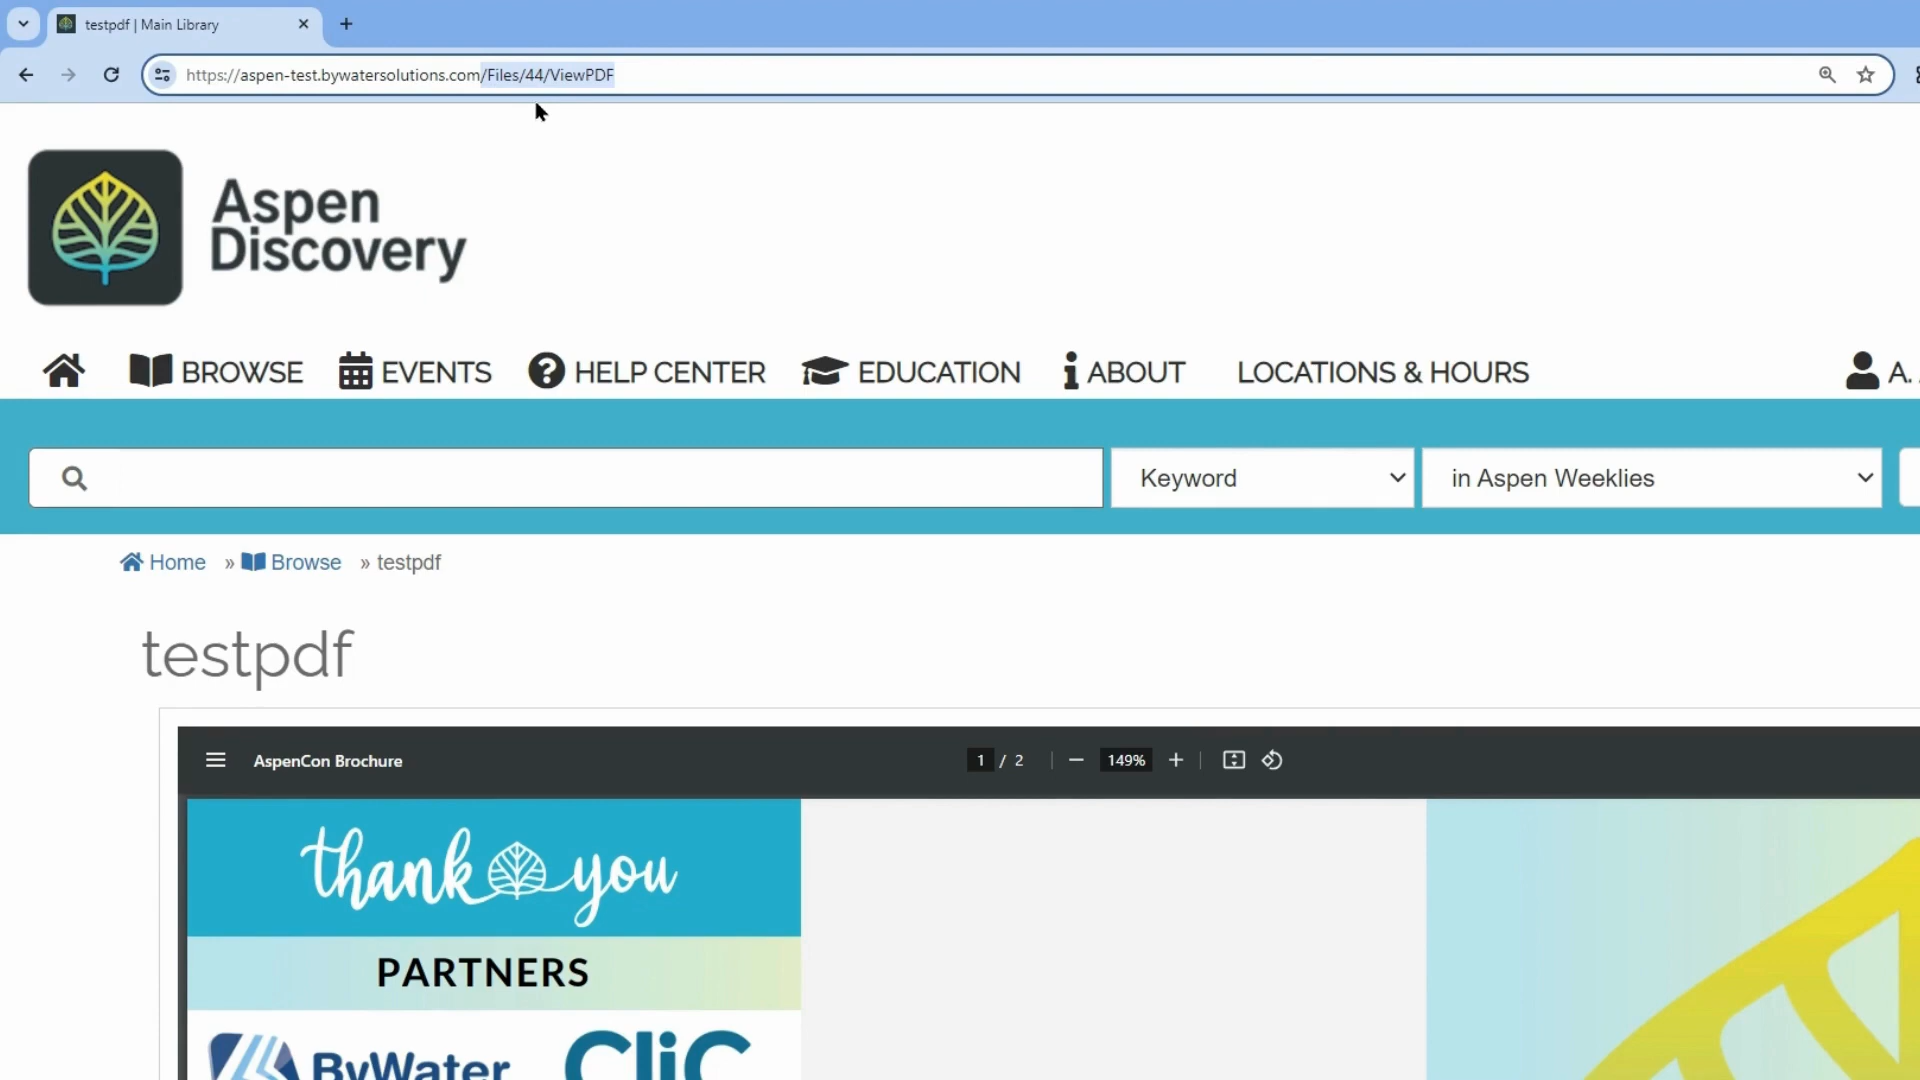 testpdf | Main Library
https://aspen-test.bywatersolutions.com/Files/44/ViewPDF
Aspen
Discovery
BROWSE EVENTS HELP CENTER EDUCATION ABOUT LOCATIONS & HOURS A.
Keyword in Aspen Weeklies
Home » Browse » testpdf
testpdf
AspenCon Brochure 1 / 2 149%
thank you
PARTNERS
ByWater CLiC